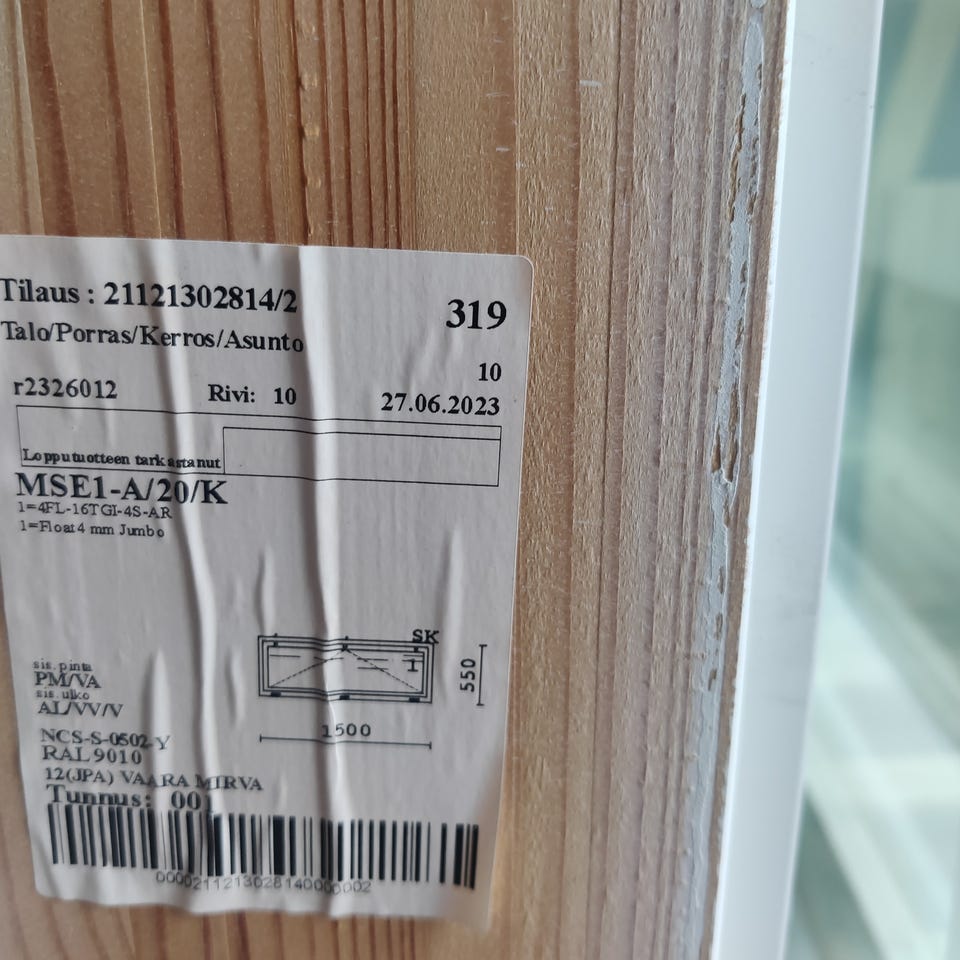 Tilaus : 21121302814/2
319
Talo/Porras/Kerros/Asunto
10
r2326012 Rivi: 10 27.06.2023
Lopputuotteen tarkastanut
MSE1-A/20/K
1=4FL-16TGI-4S-AR
1=Float 4 mm Jumbo
SK
1
550
1500
sis. pinta
PM/VA
sis. ulko
AL/VV/V
NCS-S-0502-Y
RAL 9010
12(JPA) VAARA MIRVA
Tunnus: 001
000021121302814000002